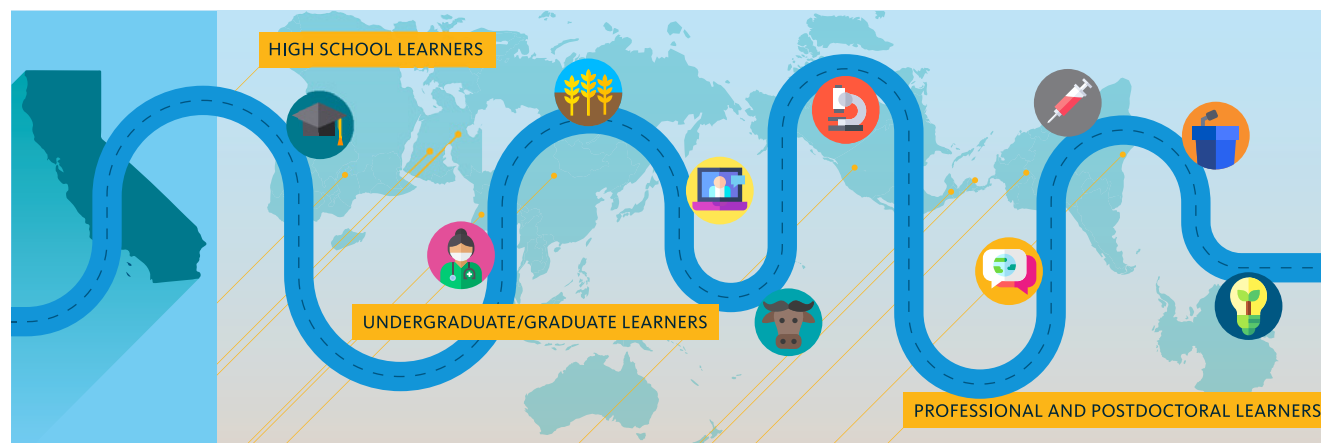 HIGH SCHOOL LEARNERS
UNDERGRADUATE/GRADUATE LEARNERS
PROFESSIONAL AND POSTDOCTORAL LEARNERS